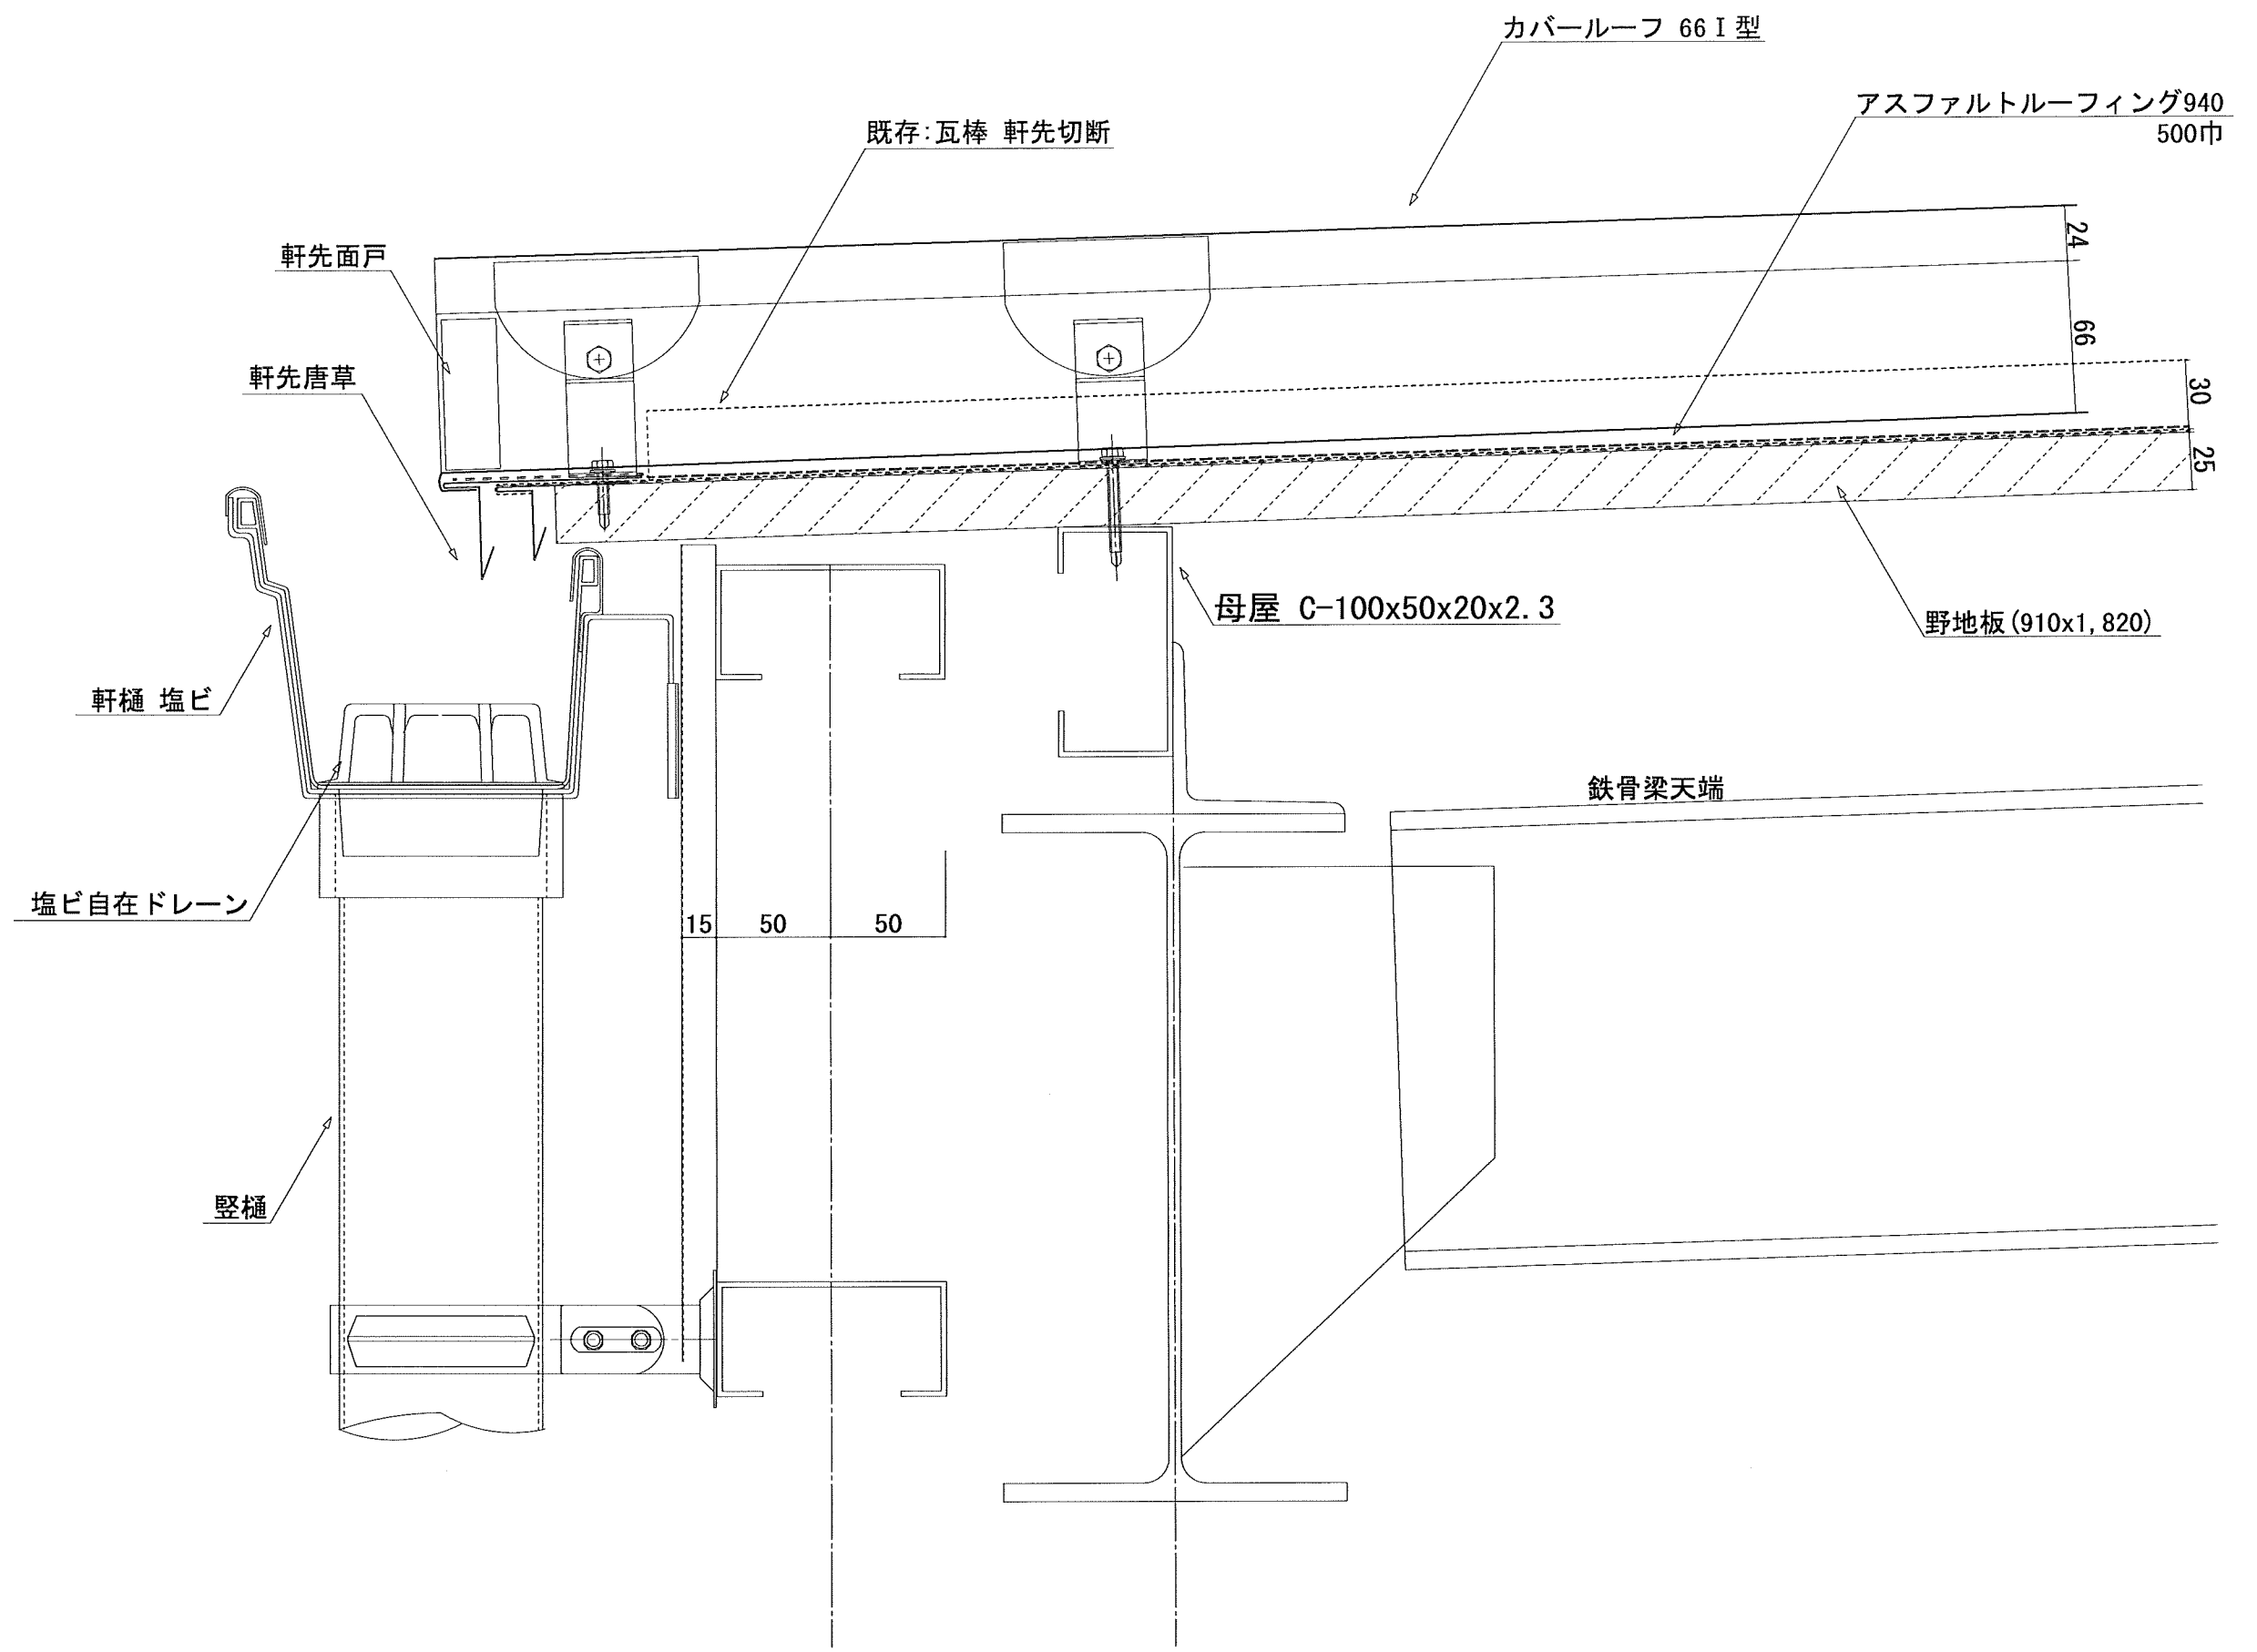 カバールーフ 66I型
アスファルトルーフィング940
500巾
既存:瓦棒 軒先切断
軒先面戸
24
66
軒先唐草
30
25
母屋 C-100x50x20x2.3
野地板(910x1,820)
軒樋 塩ビ
鉄骨梁天端
塩ビ自在ドレーン
15 50 50
竪樋